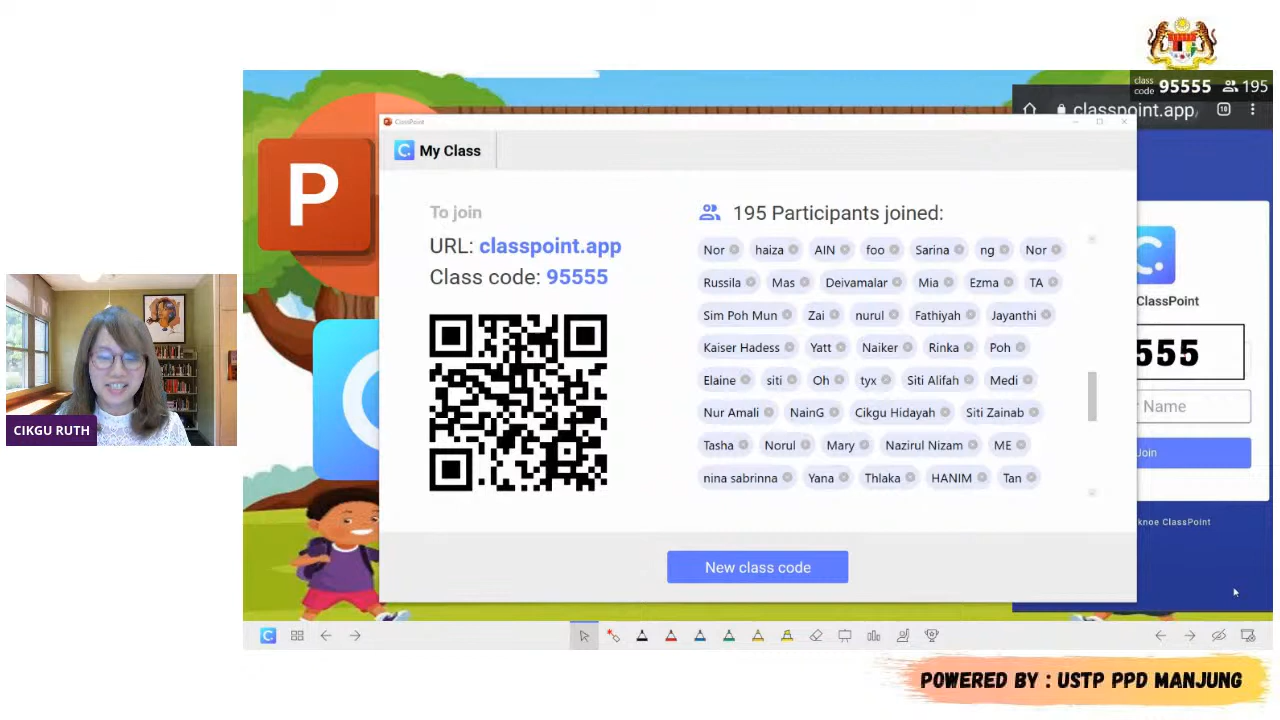 class code 95555 195
classpoint.app
10
P
ClassPoint
My Class
To join
URL: classpoint.app
Class code: 95555
195 Participants joined:
Nor haiza AIN foo Sarina ng Nor
Russila Mas Deivamalar Mia Ezma TA
Sim Poh Mun Zai nurul Fathiyah Jayanthi
Kaiser Hadess Yatt Naiker Rinka Poh
Elaine siti Oh tyx Siti Alifah Medi
Nur Amali NainG Cikgu Hidayah Siti Zainab
Tasha Norul Mary Nazirul Nizam ME
nina sabrinna Yana Thlaka HANIM Tan
New class code
ClassPoint
555
Name
Join
knoe ClassPoint
CIKGU RUTH
POWERED BY : USTP PPD MANJUNG